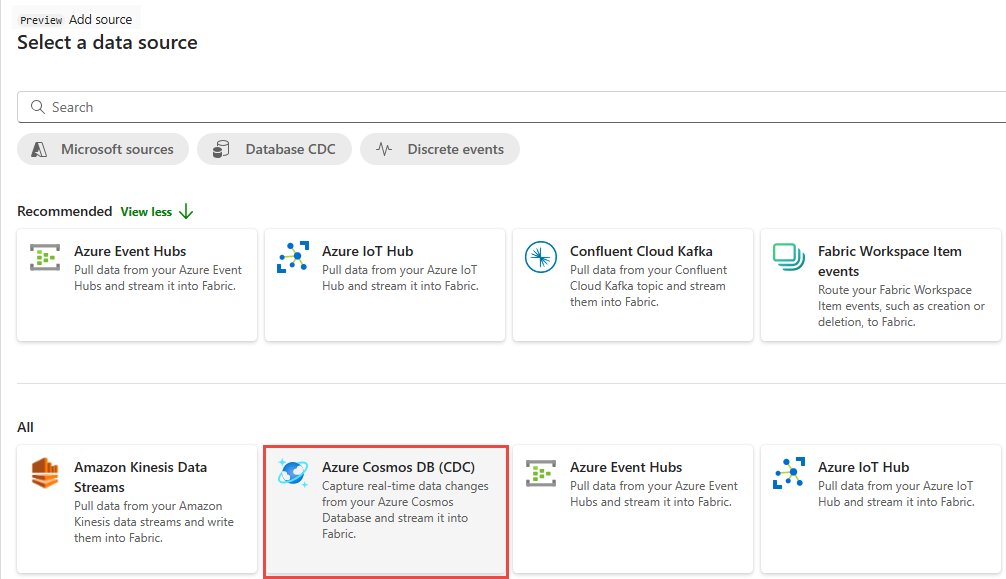 Preview Add source
Select a data source
Search
Microsoft sources
Database CDC
Discrete events
Recommended View less
Azure Event Hubs
Pull data from your Azure Event
Hubs and stream it into Fabric.
Azure IoT Hub
Pull data from your Azure IoT
Hub and stream it into Fabric.
Confluent Cloud Kafka
Pull data from your Confluent
Cloud Kafka topic and stream
them into Fabric.
Fabric Workspace Item
events
Route your Fabric Workspace
Item events, such as creation or
deletion, to Fabric.
All
Amazon Kinesis Data
Streams
Pull data from your Amazon
Kinesis data streams and write
them into Fabric.
Azure Cosmos DB (CDC)
Capture real-time data changes
from your Azure Cosmos
Database and stream it into
Fabric.
Azure Event Hubs
Pull data from your Azure Event
Hubs and stream it into Fabric.
Azure IoT Hub
Pull data from your Azure IoT
Hub and stream it into Fabric.